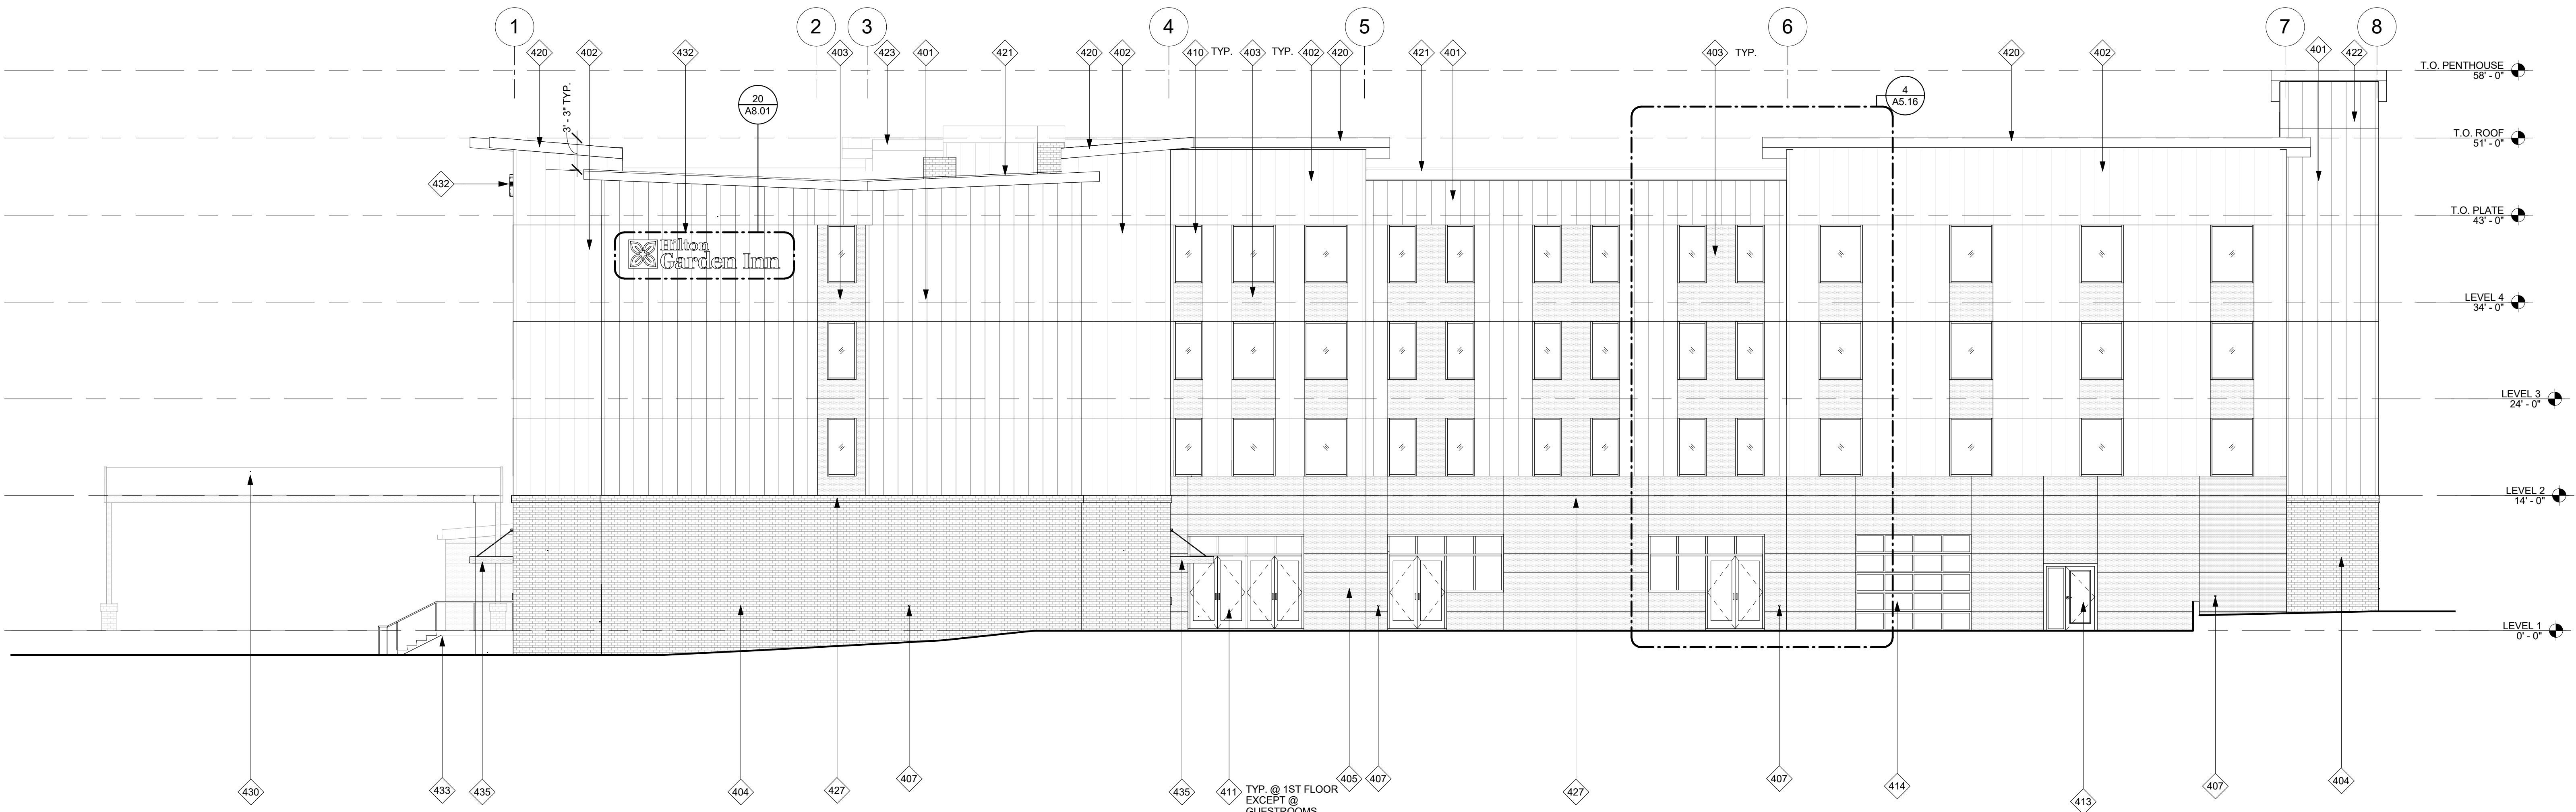 1 2 3 4 5 6 7 8
420 402 432 403 423 401 421 420 402 410 TYP. 403 TYP. 402 420 421 401 403 TYP. 420 402 401 422
T.O. PENTHOUSE
58' - 0"
3' - 3" TYP.
20
A8.01
4
A5.16
T.O. ROOF
51' - 0"
432
T.O. PLATE
43' - 0"
Hilton
Garden Inn
LEVEL 4
34' - 0"
LEVEL 3
24' - 0"
LEVEL 2
14' - 0"
LEVEL 1
0' - 0"
430 433 435 404 427 407 435 411 TYP. @ 1ST FLOOR
EXCEPT @
GUESTROOMS
405 407 427 407 414 413 407 404